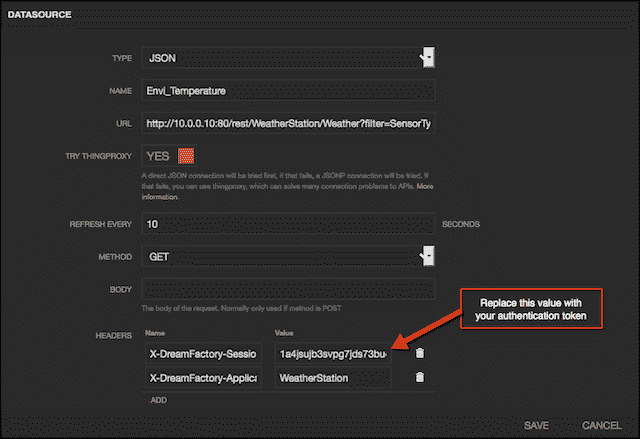 DATASOURCE
TYPE
JSON
NAME
Envi_Temperature
URL
http://10.0.0.10:80/rest/WeatherStation/Weather?filter=SensorTy
TRY THINGPROXY
YES
A direct JSON connection will be tried first, if that fails, a JSONP connection will be tried. If
that fails, you can use thingproxy, which can solve many connection problems to APIs. More
information.
REFRESH EVERY
10
SECONDS
METHOD
GET
BODY
The body of the request. Normally only used if method is POST
Replace this value with
your authentication token
HEADERS
Name Value
X-DreamFactory-Sessio 1a4jsujb3svpg7jds73bu
X-DreamFactory-Applica WeatherStation
ADD
SAVE CANCEL